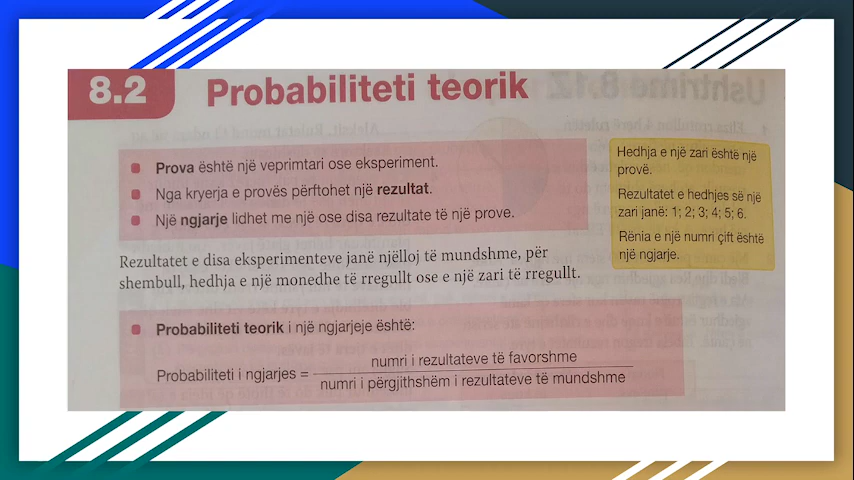 8.2 Probabiliteti teorik
Prova është një veprimtari ose eksperiment.
Nga kryerja e provës përftohet një rezultat.
Një ngjarje lidhet me një ose disa rezultate të një prove.
Hedhja e një zari është një
provë.
Rezultatet e hedhjes së një
zari janë: 1; 2; 3; 4; 5; 6.
Rënia e një numri çift është
një ngjarje.
Rezultatet e disa eksperimenteve janë njëlloj të mundshme, për
shembull, hedhja e një monedhe të rregullt ose e një zari të rregullt.
Probabiliteti teorik i një ngjarjeje është:
Probabiliteti i ngjarjes = numri i rezultateve të favorshme
numri i përgjithshëm i rezultateve të mundshme